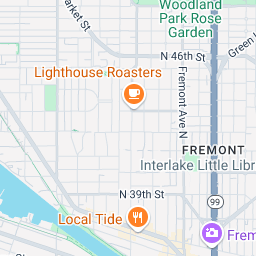 Woodland
Park Rose
Garden
Market St
N 46th St
Green L
Lighthouse Roasters
Fremont Ave N
FREMONT
Interlake Little Libr
N 39th St
99
Local Tide
Frem